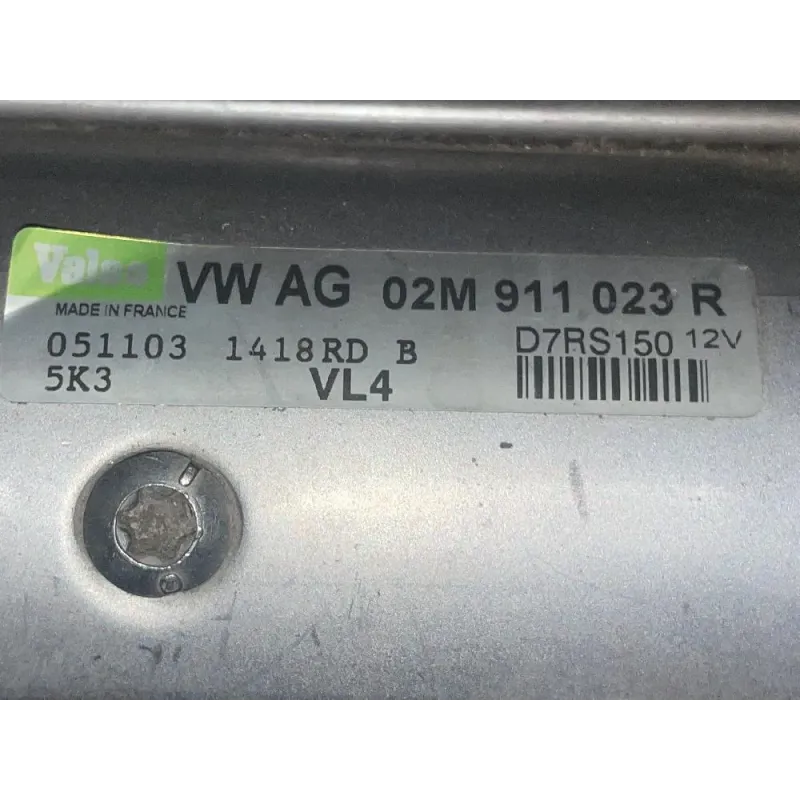 Valeo VW AG 02M 911 023 R
MADE IN FRANCE
051103 1418RD B D7RS150 12V
5K3 VL4